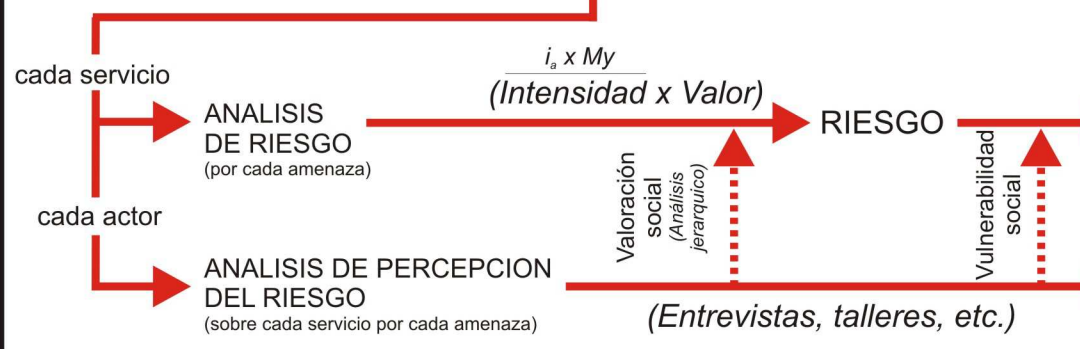 cada servicio
i_a x My
(Intensidad x Valor)
ANALISIS
DE RIESGO
(por cada amenaza)
RIESGO
Valoración
social
(Análisis
jerarquico)
Vulnerabilidad
social
cada actor
ANALISIS DE PERCEPCION
DEL RIESGO
(sobre cada servicio por cada amenaza)
(Entrevistas, talleres, etc.)